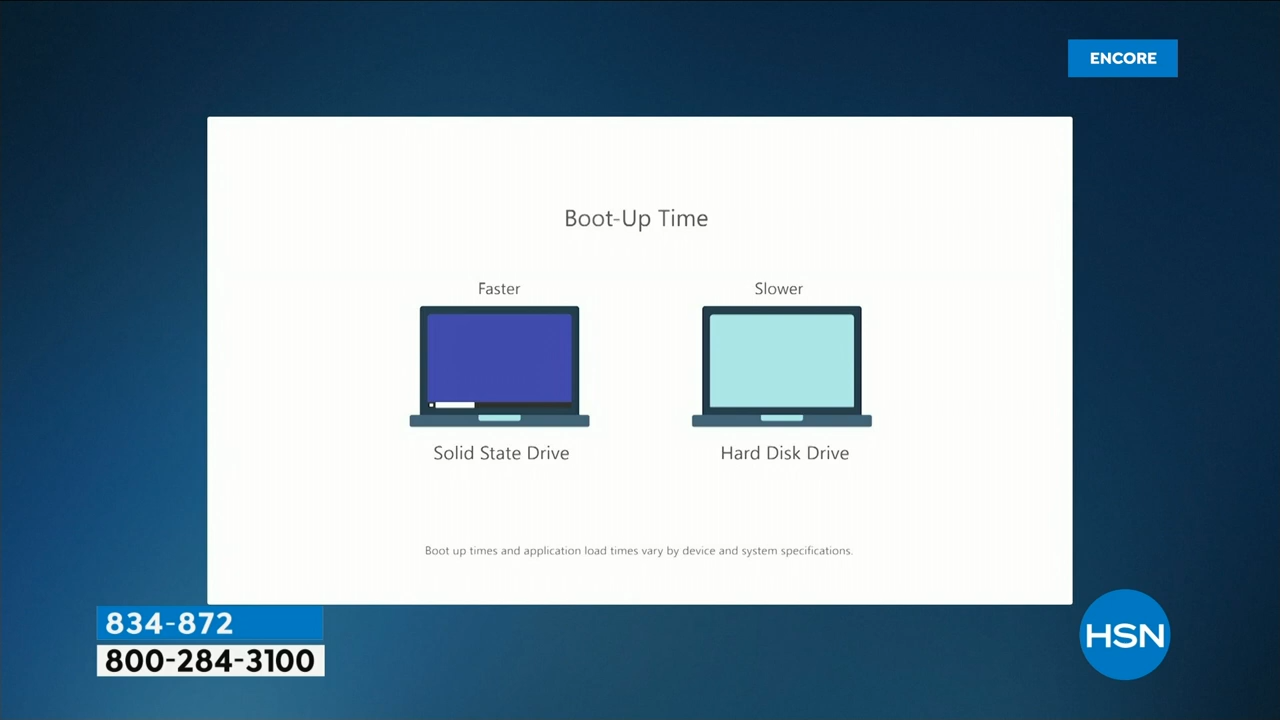 ENCORE
Boot-Up Time
Faster
Slower
Solid State Drive
Hard Disk Drive
Boot up times and application load times vary by device and system specifications.
834-872
800-284-3100
HSN